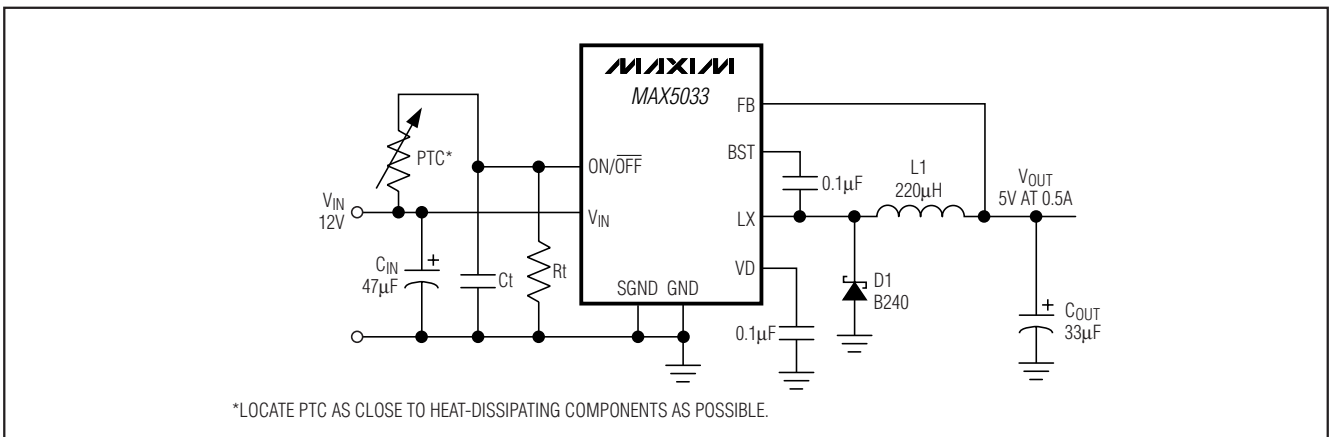 MAXIM
MAX5033
FB
BST
ON/OFF
VIN
LX
VD
SGND GND
PTC*
VIN
12V
CIN
47μF
+
Ct
Rt
0.1μF
L1
220μH
VOUT
5V AT 0.5A
D1
B240
0.1μF
+
COUT
33μF
*LOCATE PTC AS CLOSE TO HEAT-DISSIPATING COMPONENTS AS POSSIBLE.